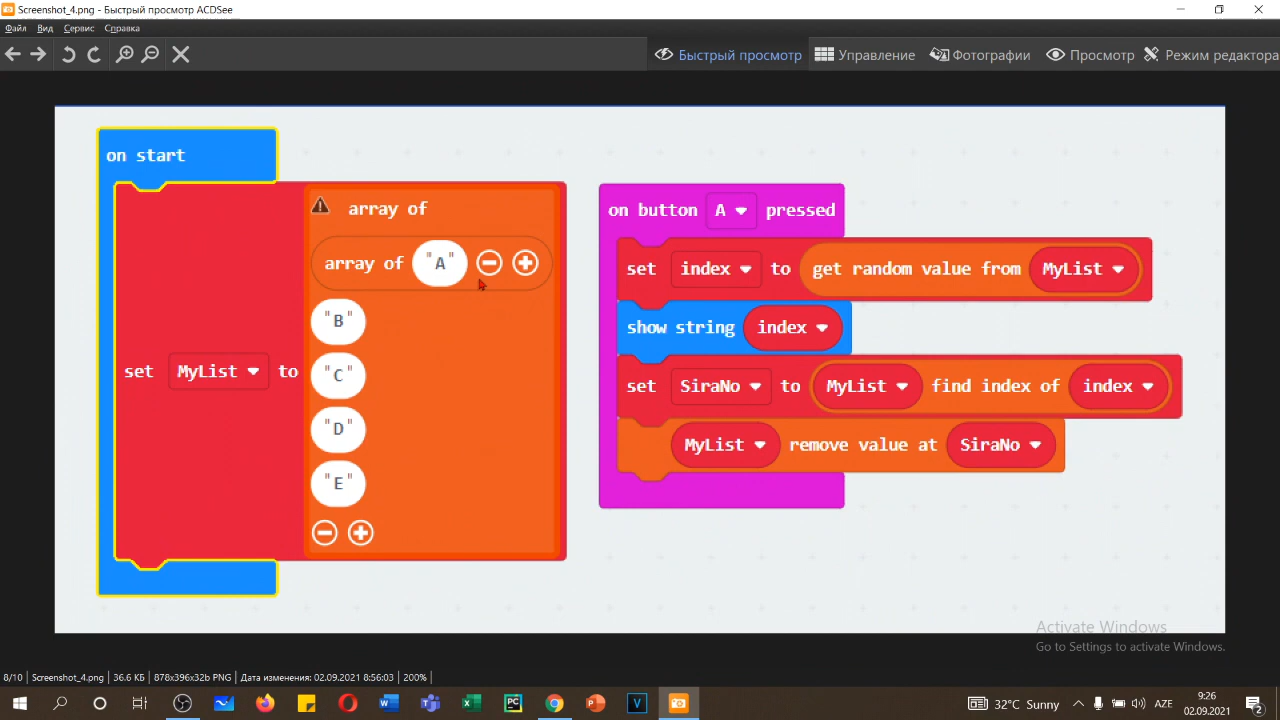 Screenshot_4.png - Быстрый просмотр ACDSee
Файл Вид Сервис Справка
Быстрый просмотр Управление Фотографии Просмотр Режим редактора
on start
array of
array of "A"
"B"
"C"
"D"
"E"
set MyList to
on button A pressed
set index to get random value from MyList
show string index
set SiraNo to MyList find index of index
MyList remove value at SiraNo
Activate Windows
Go to Settings to activate Windows.
8/10 Screenshot_4.png 36.6 КБ 878x396x32b PNG Дата изменения: 02.09.2021 8:56:03 200%
32°C Sunny AZE 9:26
02.09.2021 2